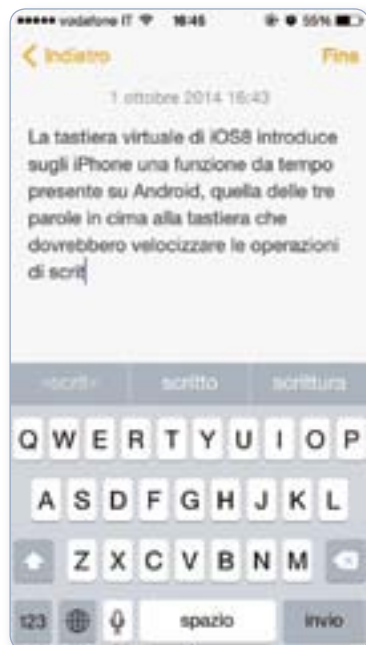 vodafone IT 16:45 55%
Indietro Fine
1 ottobre 2014 16:43
La tastiera virtuale di iOS8 introduce
sugli iPhone una funzione da tempo
presente su Android, quella delle tre
parole in cima alla tastiera che
dovrebbero velocizzare le operazioni
di scrit
«scrit» scritto scrittura
Q W E R T Y U I O P
A S D F G H J K L
Z X C V B N M
123 spazio invio